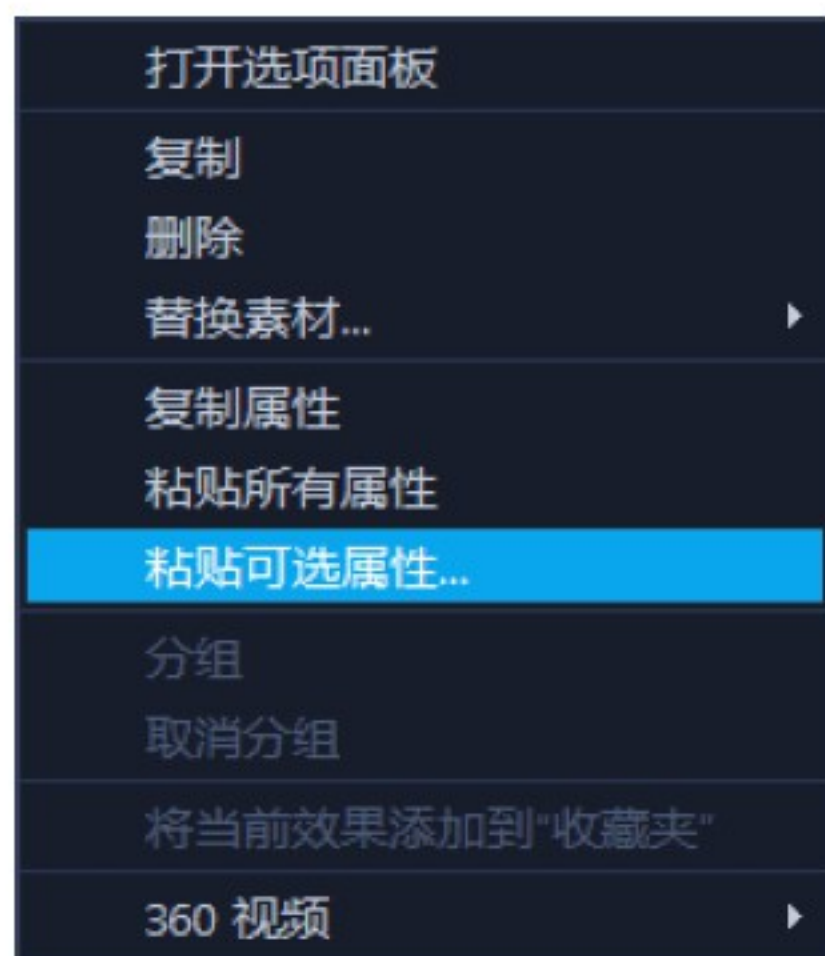 打开选项面板
复制
删除
替换素材...
复制属性
粘贴所有属性
粘贴可选属性...
分组
取消分组
将当前效果添加到"收藏夹"
360 视频